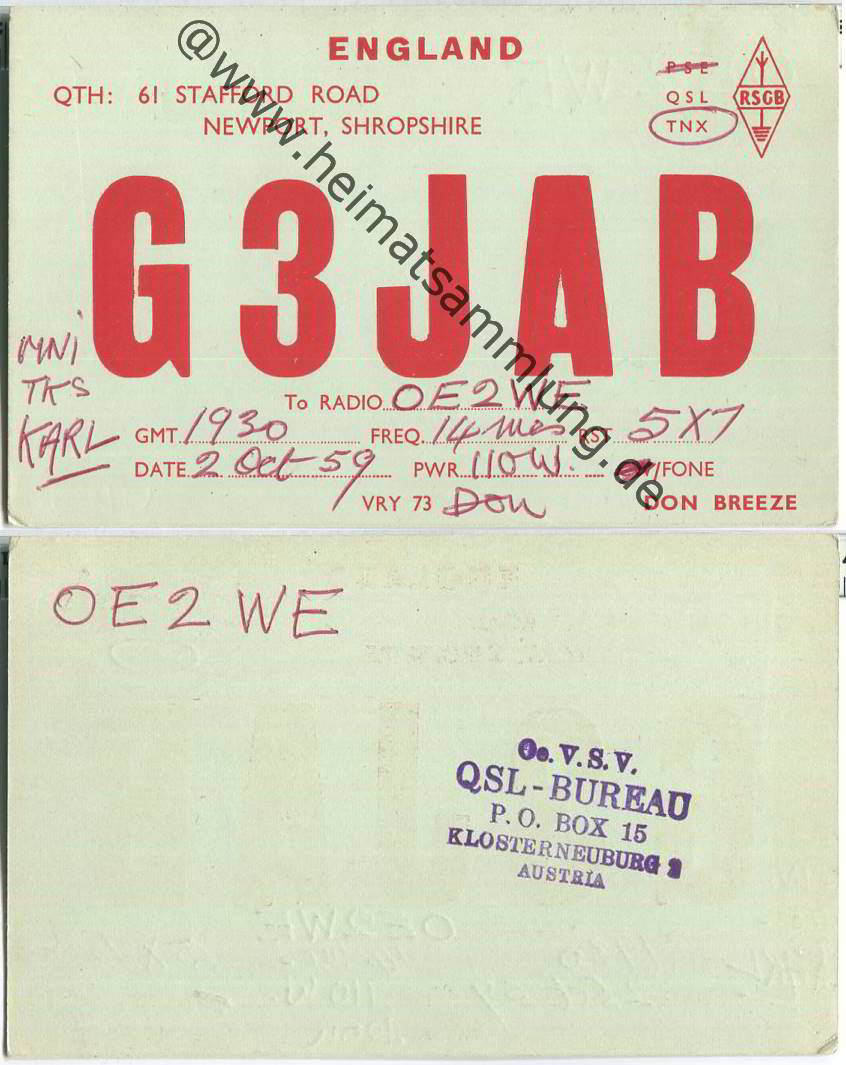 ENGLAND
QTH: 61 STAFFORD ROAD
NEWPORT, SHROPSHIRE
PSE
QSL
TNX
RSGB
G3JAB
MNI
TKS
KARL
To RADIO OE2WE
GMT 1930 FREQ. 14 Mcs RST 5X7
DATE 2 Oct 59 PWR 110W. /FONE
VRY 73 Don DON BREEZE
@www.heimatsammlung.de
OE2WE
Oe. V. S. V.
QSL-BUREAU
P. O. BOX 15
KLOSTERNEUBURG 2
AUSTRIA